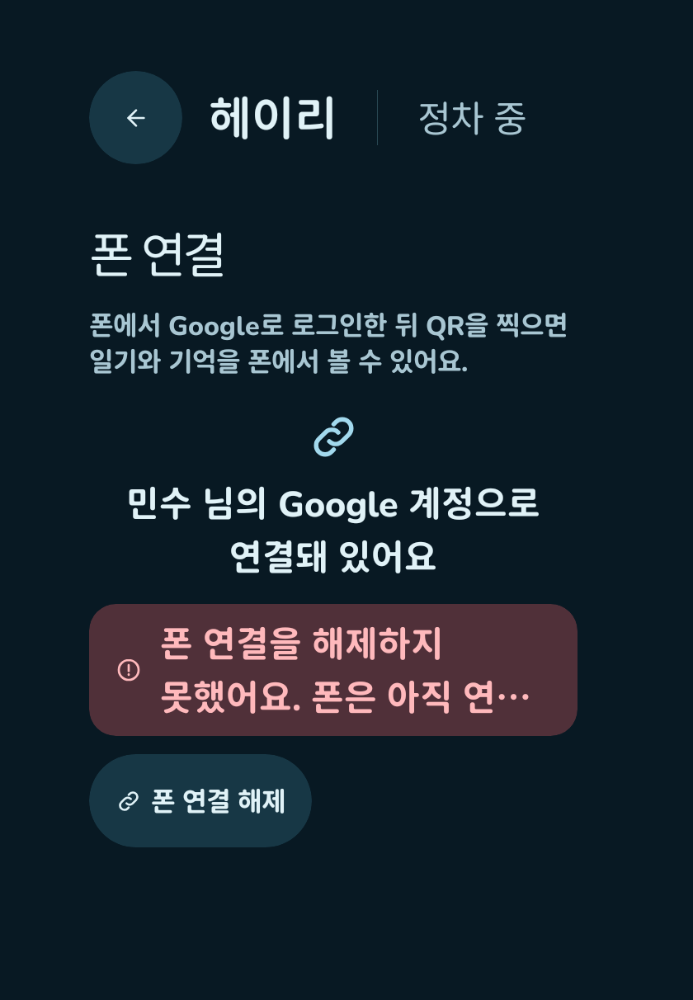 헤이리
정차 중
폰 연결
폰에서 Google로 로그인한 뒤 QR을 찍으면
일기와 기억을 폰에서 볼 수 있어요.
민수 님의 Google 계정으로
연결돼 있어요
폰 연결을 해제하지
못했어요. 폰은 아직 연…
폰 연결 해제